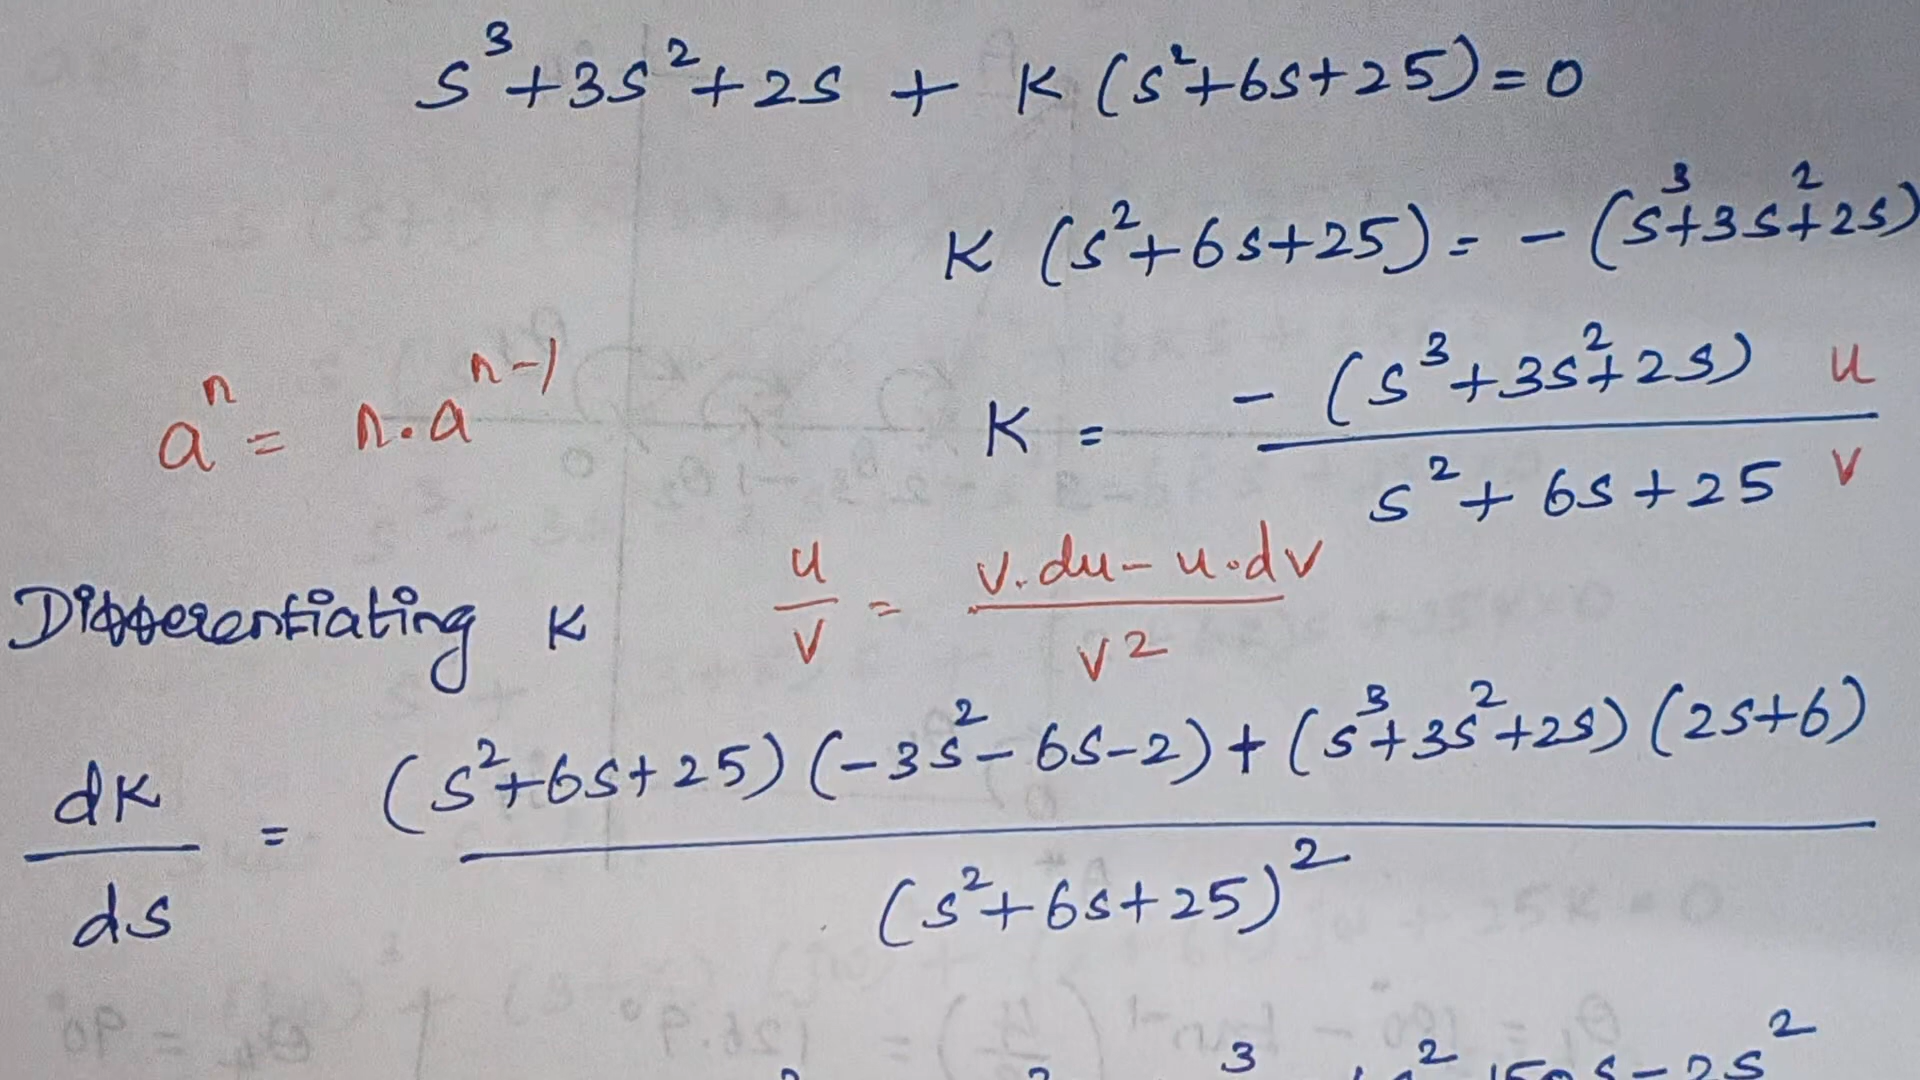 s³+3s²+2s + K(s²+6s+25)=0
K(s²+6s+25) = -(s³+3s²+2s)
aⁿ = n.aⁿ⁻¹
K = -(s³+3s²+2s) / s²+6s+25
u
v
Differentiating K
u/v = v.du-u.dv / v²
dK/ds = (s²+6s+25)(-3s²-6s-2)+(s³+3s²+2s)(2s+6) / (s²+6s+25)²